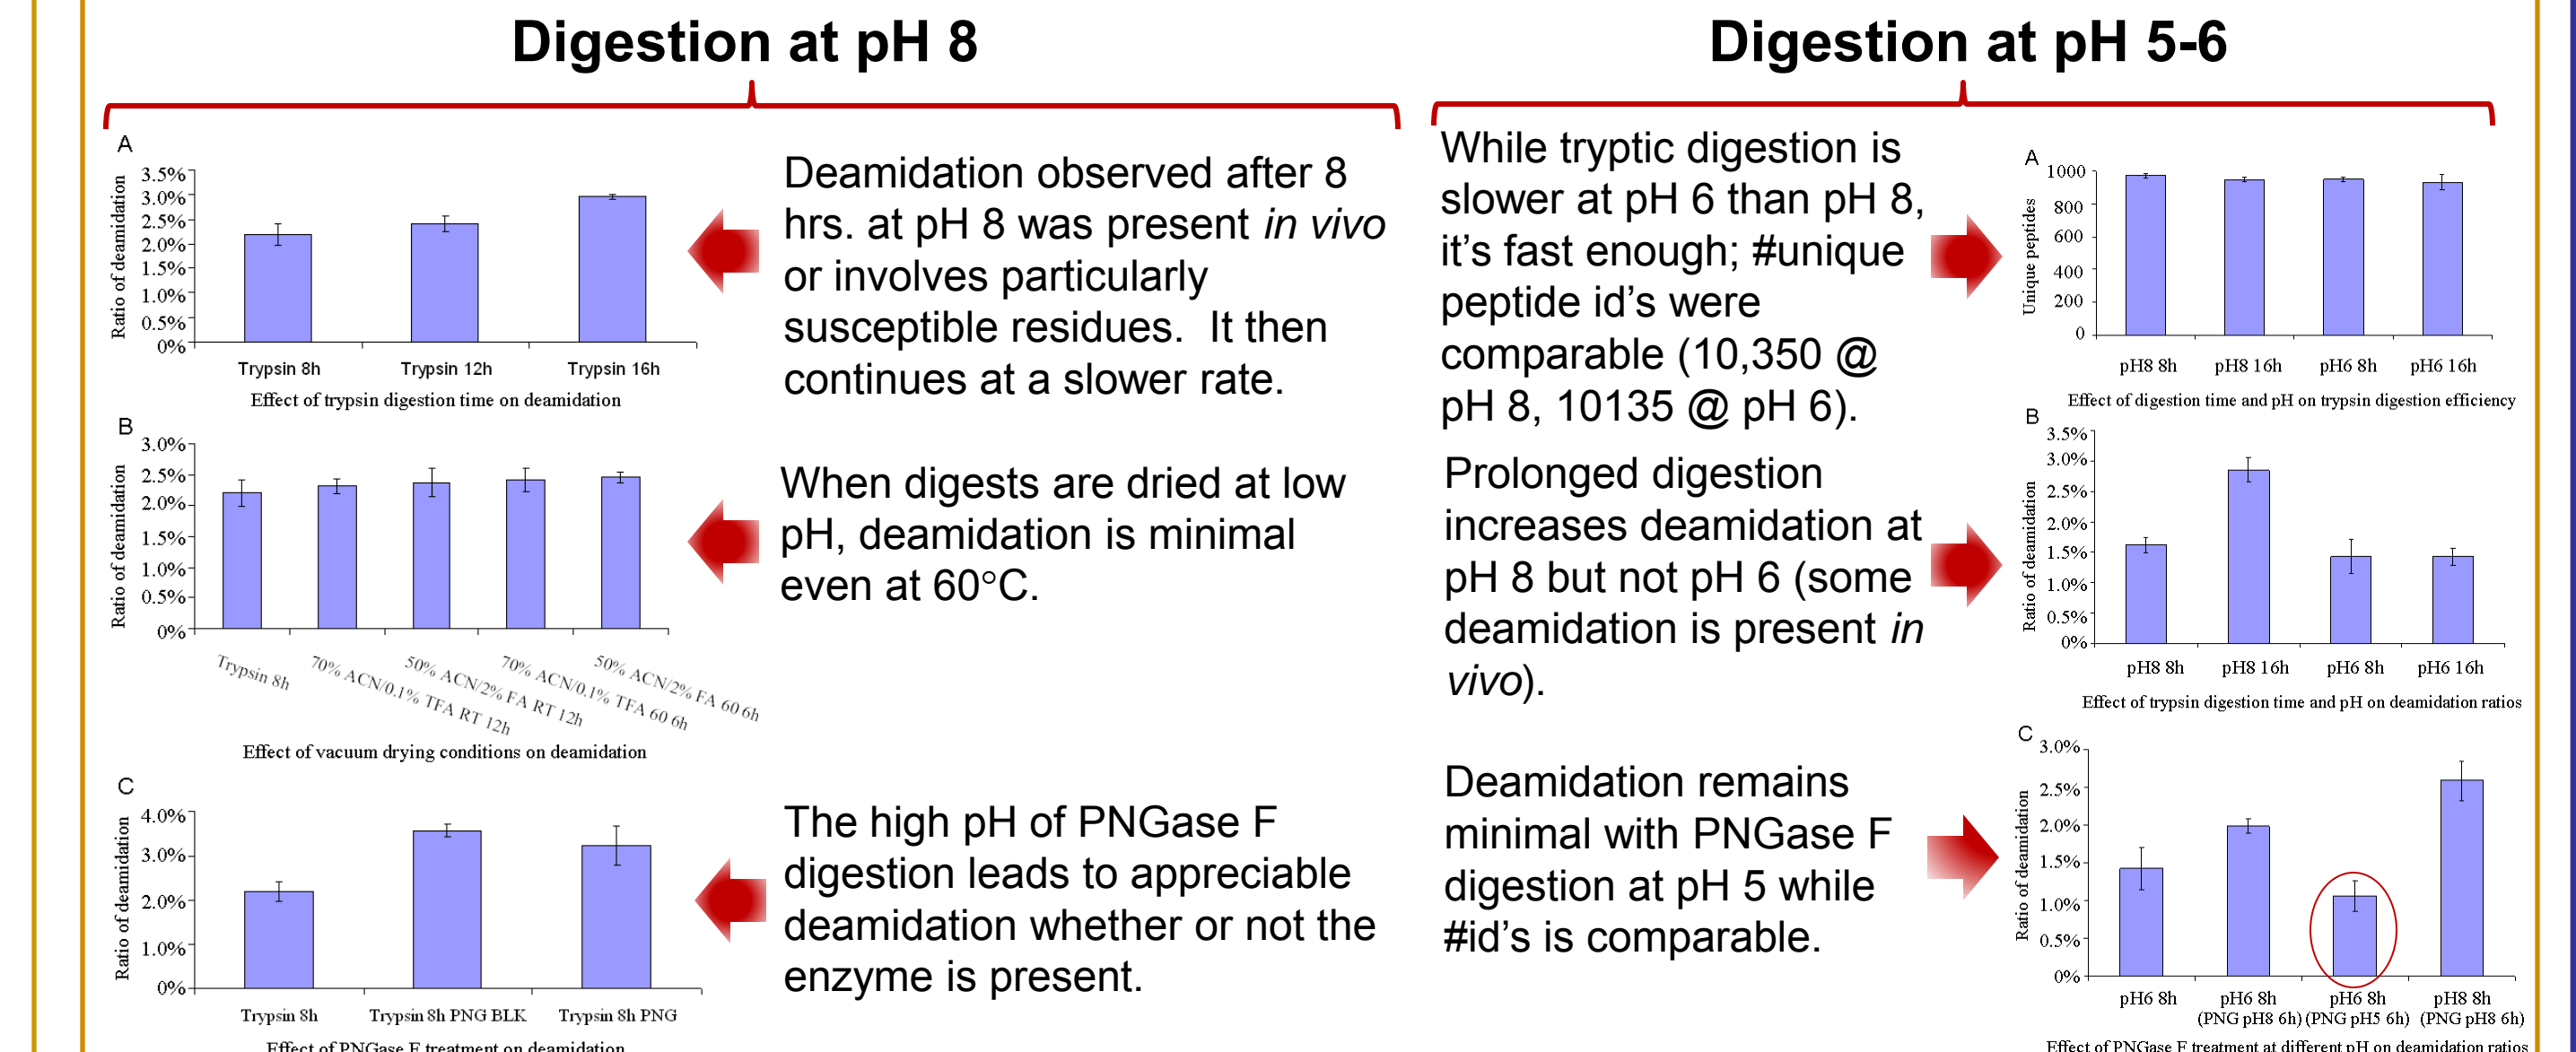 Digestion at pH 8
A
Ratio of deamidation
3.5%
3.0%
2.5%
2.0%
1.5%
1.0%
0.5%
0%
Trypsin 8h
Trypsin 12h
Trypsin 16h
Effect of trypsin digestion time on deamidation
Deamidation observed after 8
hrs. at pH 8 was present in vivo
or involves particularly
susceptible residues.  It then
continues at a slower rate.
B
Ratio of deamidation
3.0%
2.5%
2.0%
1.5%
1.0%
0.5%
0%
Trypsin 8h
70% ACN/0.1% TFA RT 12h
50% ACN/2% FA RT 12h
70% ACN/0.1% TFA 60 6h
50% ACN/2% FA 60 6h
Effect of vacuum drying conditions on deamidation
When digests are dried at low
pH, deamidation is minimal
even at 60°C.
C
Ratio of deamidation
4.0%
3.0%
2.0%
1.0%
0%
Trypsin 8h
Trypsin 8h PNG BLK
Trypsin 8h PNG
Effect of PNGase F treatment on deamidation
The high pH of PNGase F
digestion leads to appreciable
deamidation whether or not the
enzyme is present.
Digestion at pH 5-6
While tryptic digestion is
slower at pH 6 than pH 8,
it's fast enough; #unique
peptide id's were
comparable (10,350 @
pH 8, 10135 @ pH 6).
A
Unique peptides
1000
800
600
400
200
0
pH8 8h
pH8 16h
pH6 8h
pH6 16h
Effect of digestion time and pH on trypsin digestion efficiency
Prolonged digestion
increases deamidation at
pH 8 but not pH 6 (some
deamidation is present in
vivo).
B
Ratio of deamidation
3.5%
3.0%
2.5%
2.0%
1.5%
1.0%
0.5%
0%
pH8 8h
pH8 16h
pH6 8h
pH6 16h
Effect of trypsin digestion time and pH on deamidation ratios
Deamidation remains
minimal with PNGase F
digestion at pH 5 while
#id's is comparable.
C
Ratio of deamidation
3.0%
2.5%
2.0%
1.5%
1.0%
0.5%
0%
pH6 8h
pH6 8h
(PNG pH8 6h)
pH6 8h
(PNG pH5 6h)
pH8 8h
(PNG pH8 6h)
Effect of PNGase F treatment at different pH on deamidation ratios